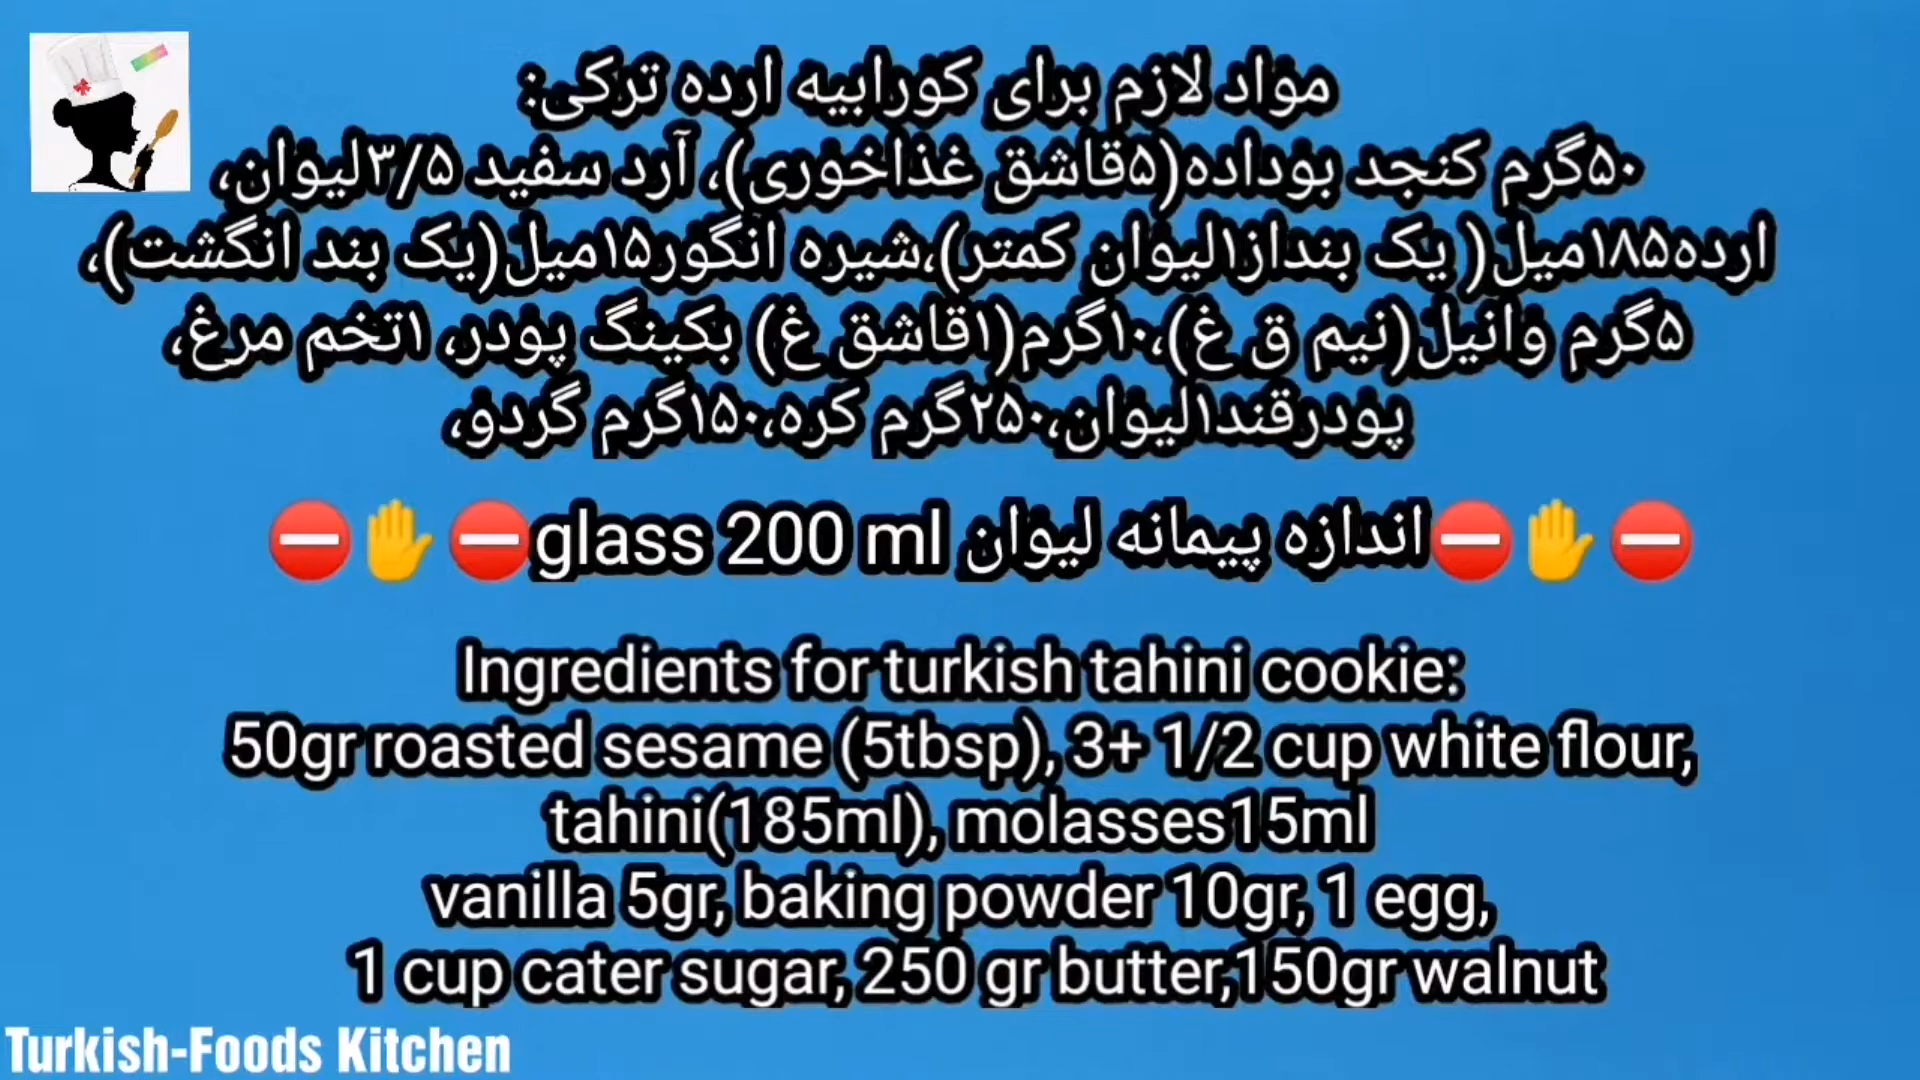 مواد لازم برای کورابیه ارده ترکی:
۵۰گرم کنجد بوداده(۵قاشق غذاخوری)، آرد سفید ۳/۵لیوان،
ارده۱۸۵میل( یک بنداز۱لیوان کمتر)،شیره انگور۱۵میل(یک بند انگشت)،
۵گرم وانیل(نیم ق غ)،۱۰گرم(۱قاشق غ) بکینگ پودر، ۱تخم مرغ،
پودرقند۱لیوان،۲۵۰گرم کره،۱۵۰گرم گردو،
⛔✋⛔اندازه پیمانه لیوان glass 200 ml⛔✋⛔
Ingredients for turkish tahini cookie:
50gr roasted sesame (5tbsp), 3+ 1/2 cup white flour,
tahini(185ml), molasses15ml
vanilla 5gr, baking powder 10gr, 1 egg,
1 cup cater sugar, 250 gr butter,150gr walnut
Turkish-Foods Kitchen